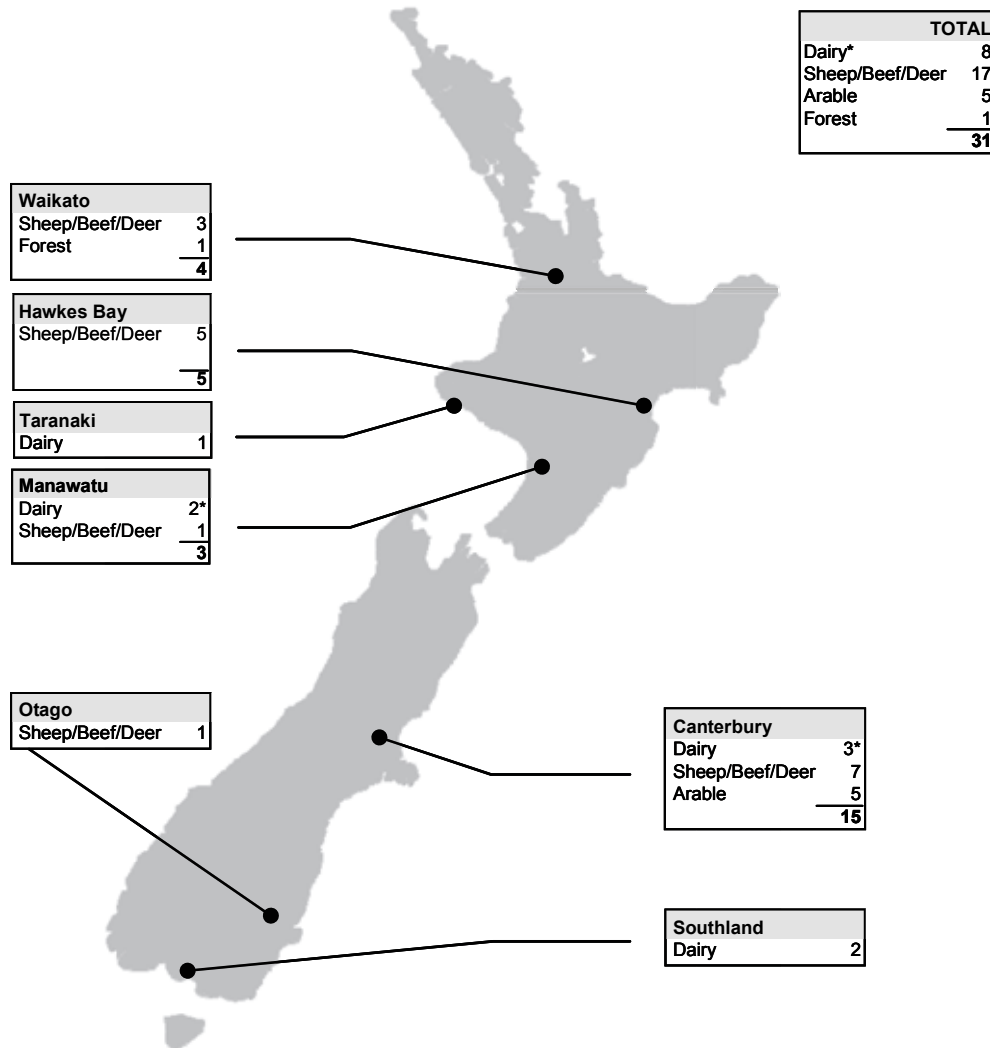 TOTAL
Dairy* 8
Sheep/Beef/Deer 17
Arable 5
Forest 1
31
Waikato
Sheep/Beef/Deer 3
Forest 1
4
Hawkes Bay
Sheep/Beef/Deer 5
5
Taranaki
Dairy 1
Manawatu
Dairy 2*
Sheep/Beef/Deer 1
3
Otago
Sheep/Beef/Deer 1
Canterbury
Dairy 3*
Sheep/Beef/Deer 7
Arable 5
15
Southland
Dairy 2